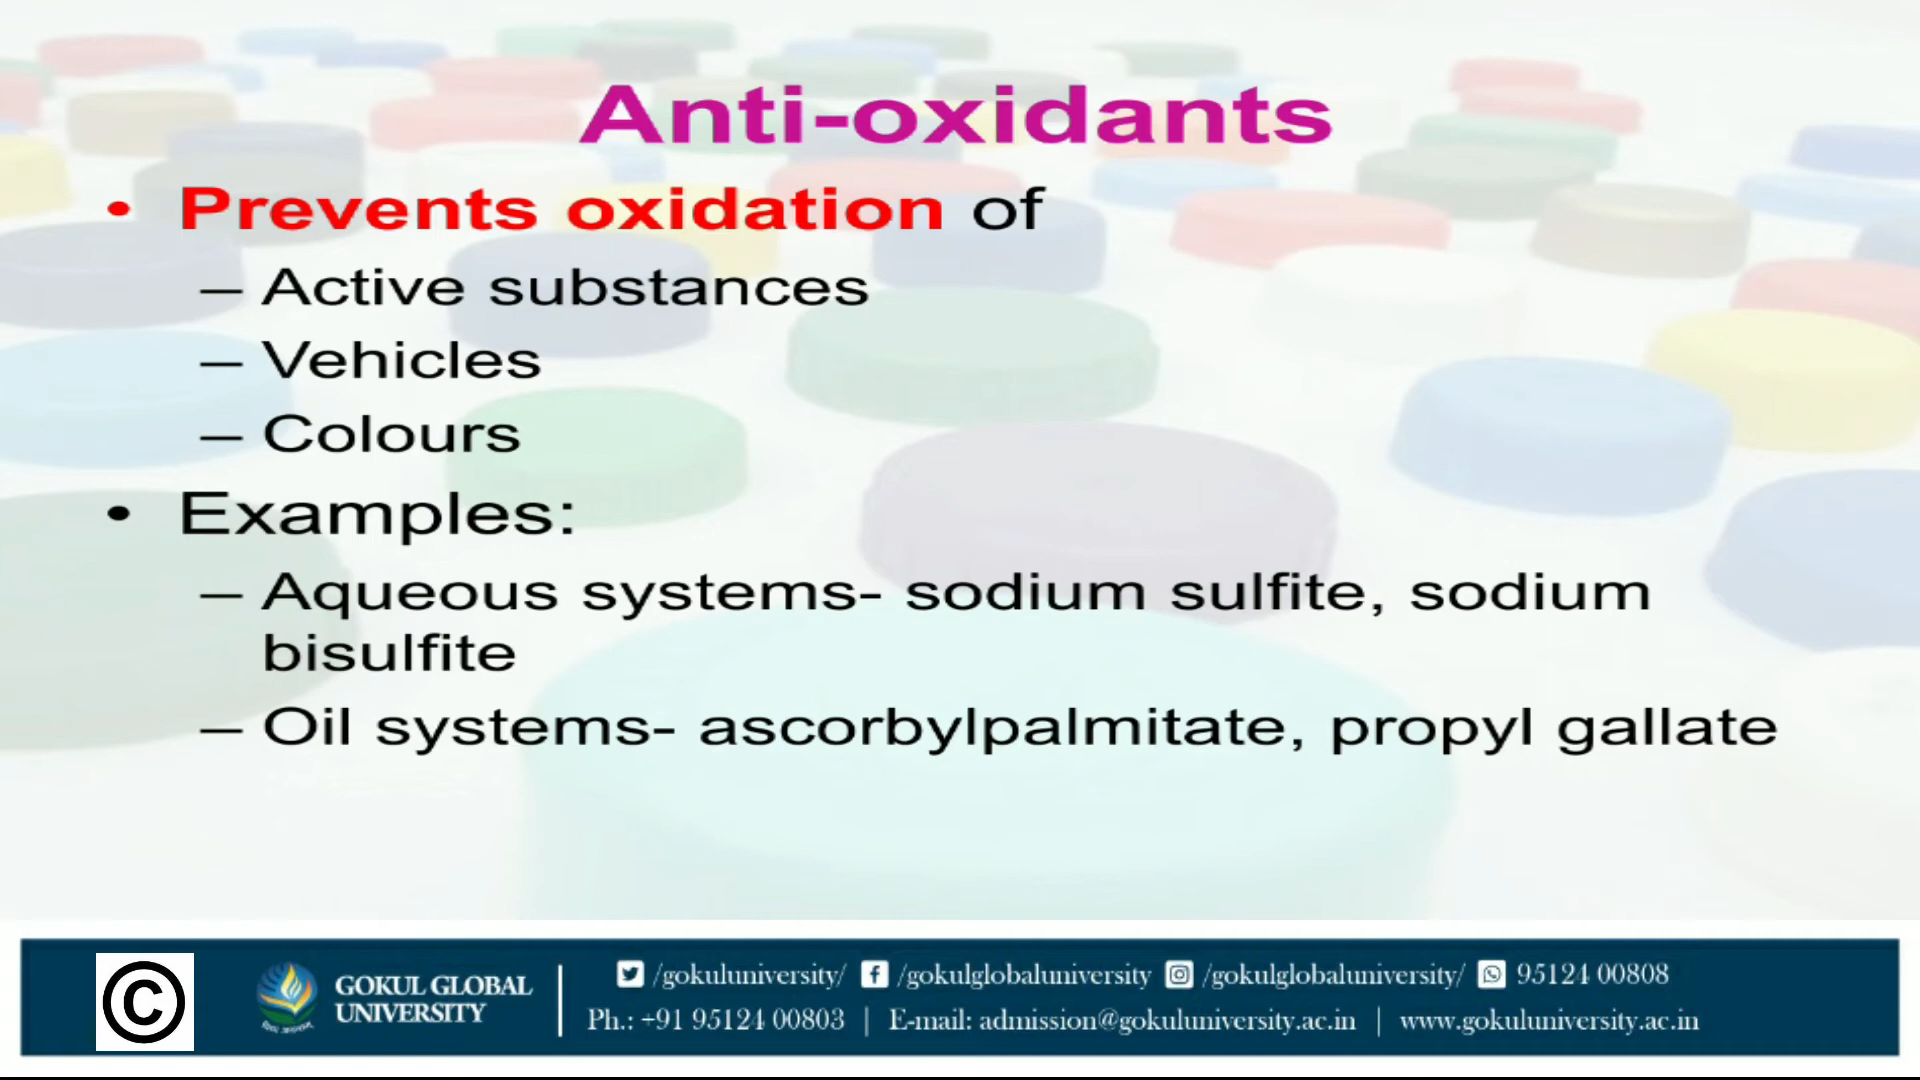 Anti-oxidants
• Prevents oxidation of
– Active substances
– Vehicles
– Colours
• Examples:
– Aqueous systems- sodium sulfite, sodium
bisulfite
– Oil systems- ascorbylpalmitate, propyl gallate
©
GOKUL GLOBAL
UNIVERSITY
/gokuluniversity/ /gokulglobaluniversity /gokulglobaluniversity/ 95124 00808
Ph.: +91 95124 00803 | E-mail: admission@gokuluniversity.ac.in | www.gokuluniversity.ac.in